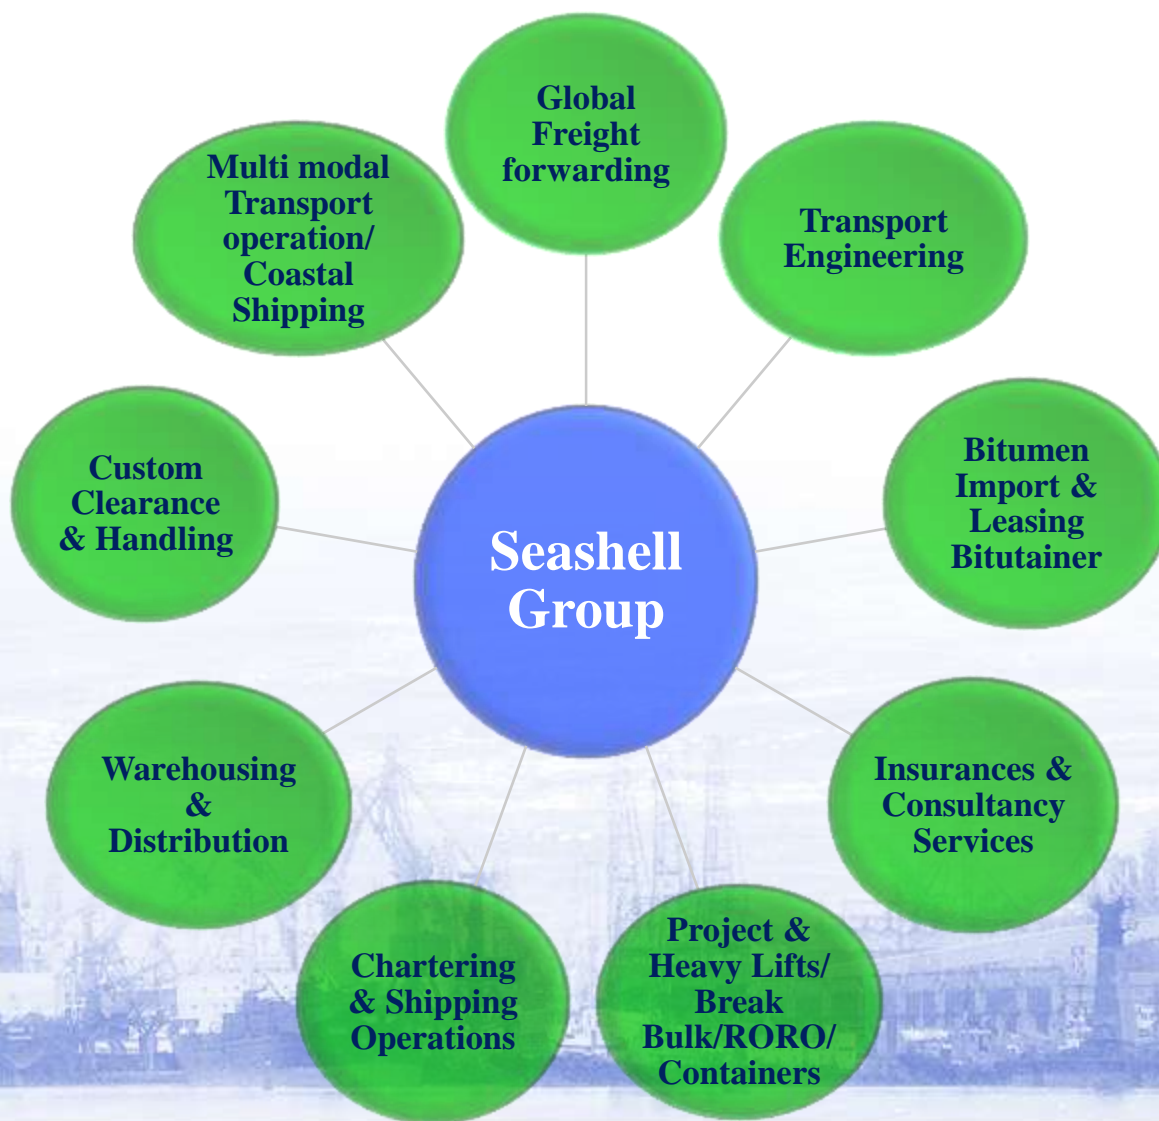 Global
Freight
forwarding
Transport
Engineering
Bitumen
Import &
Leasing
Bitutainer
Insurances &
Consultancy
Services
Project &
Heavy Lifts/
Break
Bulk/RORO/
Containers
Chartering
& Shipping
Operations
Warehousing
&
Distribution
Custom
Clearance
& Handling
Multi modal
Transport
operation/
Coastal
Shipping
Seashell
Group